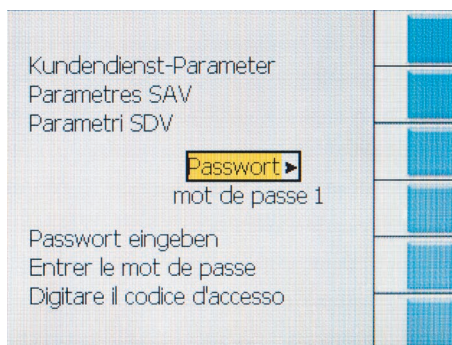 Kundendienst-Parameter
Parametres SAV
Parametri SDV
Passwort ►
mot de passe 1
Passwort eingeben
Entrer le mot de passe
Digitare il codice d'accesso